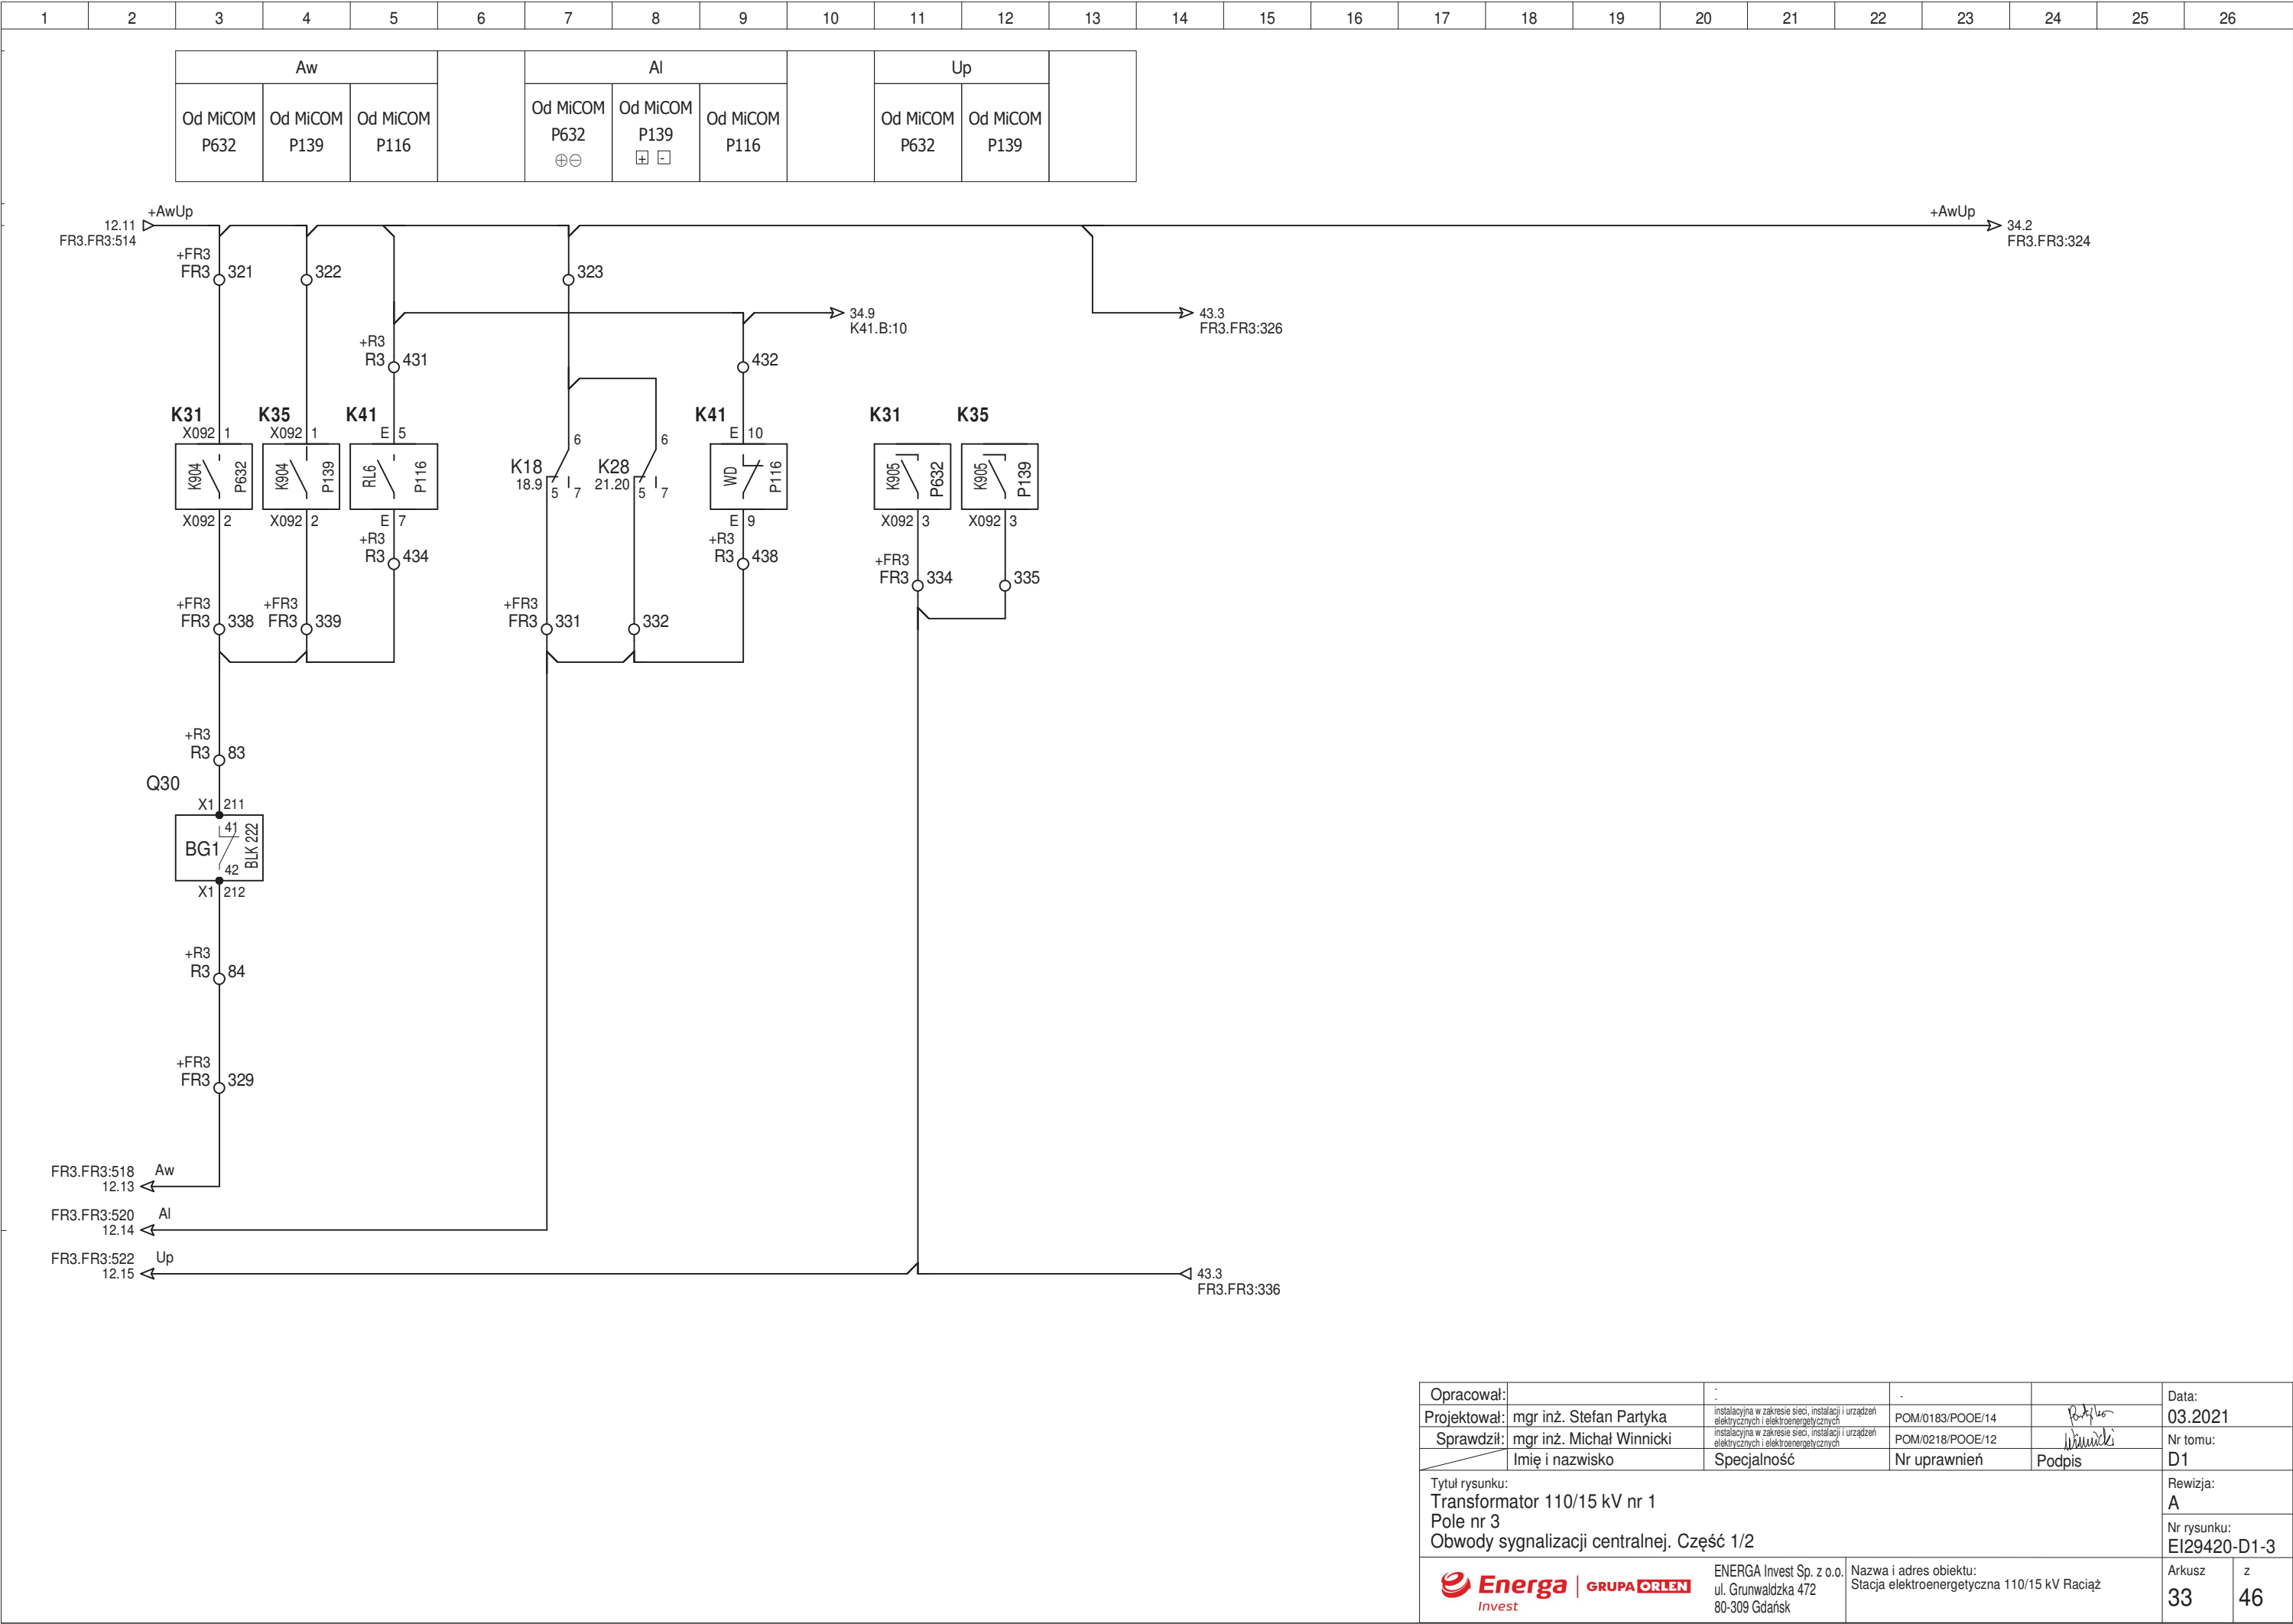 1 2 3 4 5 6 7 8 9 10 11 12 13 14 15 16 17 18 19 20 21 22 23 24 25 26
Aw Al Up
Od MiCOM P632
Od MiCOM P139
Od MiCOM P116
Od MiCOM P632 ⊕⊖
Od MiCOM P139 + -
Od MiCOM P116
Od MiCOM P632
Od MiCOM P139
+AwUp
12.11
FR3.FR3:514
+AwUp
34.2
FR3.FR3:324
+FR3
FR3 321
322
323
34.9
K41.B:10
43.3
FR3.FR3:326
+R3
R3 431
432
K31
X092 1
K904 P632
X092 2
K35
X092 1
K904 P139
X092 2
K41
E 5
RL6 P116
E 7
+R3
R3 434
K18
18.9
6
5 7
K28
21.20
6
5 7
K41
E 10
WD P116
E 9
+R3
R3 438
K31
K905 P632
X092 3
+FR3
FR3 334
K35
K905 P139
X092 3
335
+FR3
FR3 338
+FR3
FR3 339
+FR3
FR3 331
332
+R3
R3 83
Q30
X1 211
41
BG1
BLK 222
42
X1 212
+R3
R3 84
+FR3
FR3 329
FR3.FR3:518 Aw
12.13
FR3.FR3:520 Al
12.14
FR3.FR3:522 Up
12.15
43.3
FR3.FR3:336
Opracował: - - -
Projektował: mgr inż. Stefan Partyka instalacyjna w zakresie sieci, instalacji i urządzeń elektrycznych i elektroenergetycznych POM/0183/POOE/14 Partyka
Sprawdził: mgr inż. Michał Winnicki instalacyjna w zakresie sieci, instalacji i urządzeń elektrycznych i elektroenergetycznych POM/0218/POOE/12 Winnicki
Imię i nazwisko Specjalność Nr uprawnień Podpis
Data:
03.2021
Nr tomu:
D1
Tytuł rysunku:
Transformator 110/15 kV nr 1
Pole nr 3
Obwody sygnalizacji centralnej. Część 1/2
Rewizja:
A
Nr rysunku:
EI29420-D1-3
Energa
Invest
GRUPA ORLEN
ENERGA Invest Sp. z o.o.
ul. Grunwaldzka 472
80-309 Gdańsk
Nazwa i adres obiektu:
Stacja elektroenergetyczna 110/15 kV Raciąż
Arkusz z
33 46